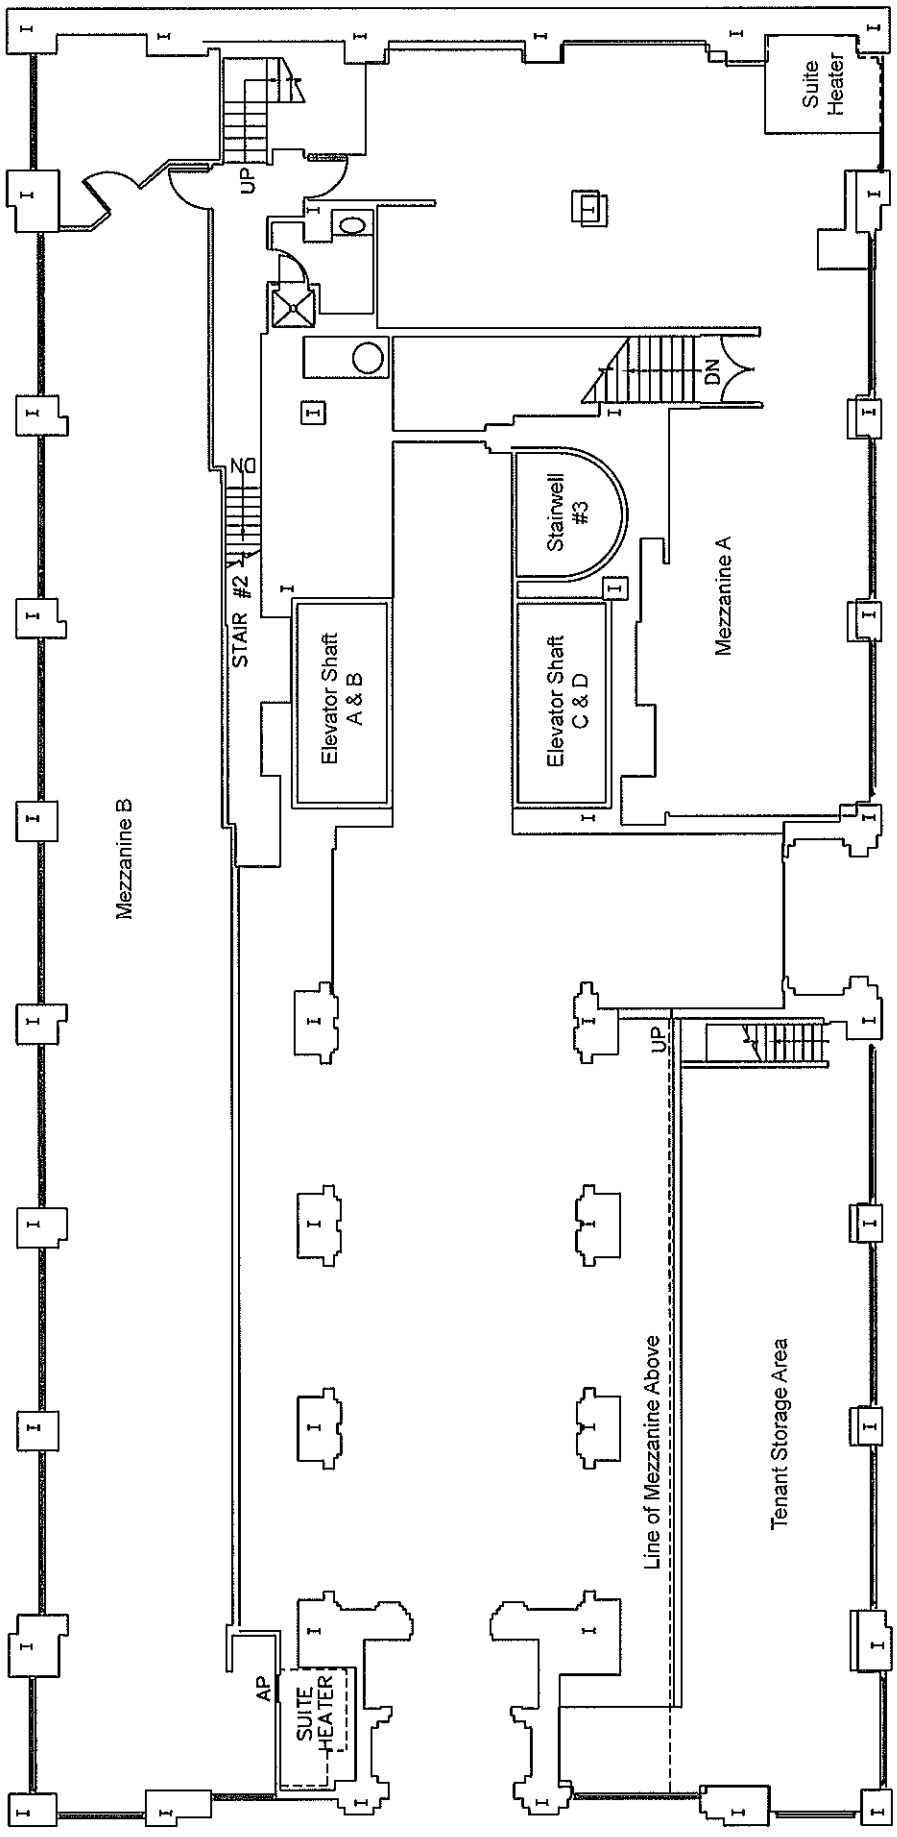 Mezzanine B
STAIR #2
DN
UP
AP
SUITE
HEATER
Elevator Shaft
A & B
Elevator Shaft
C & D
Stairwell
#3
Line of Mezzanine Above
UP
DN
Mezzanine A
Tenant Storage Area
Suite
Heater